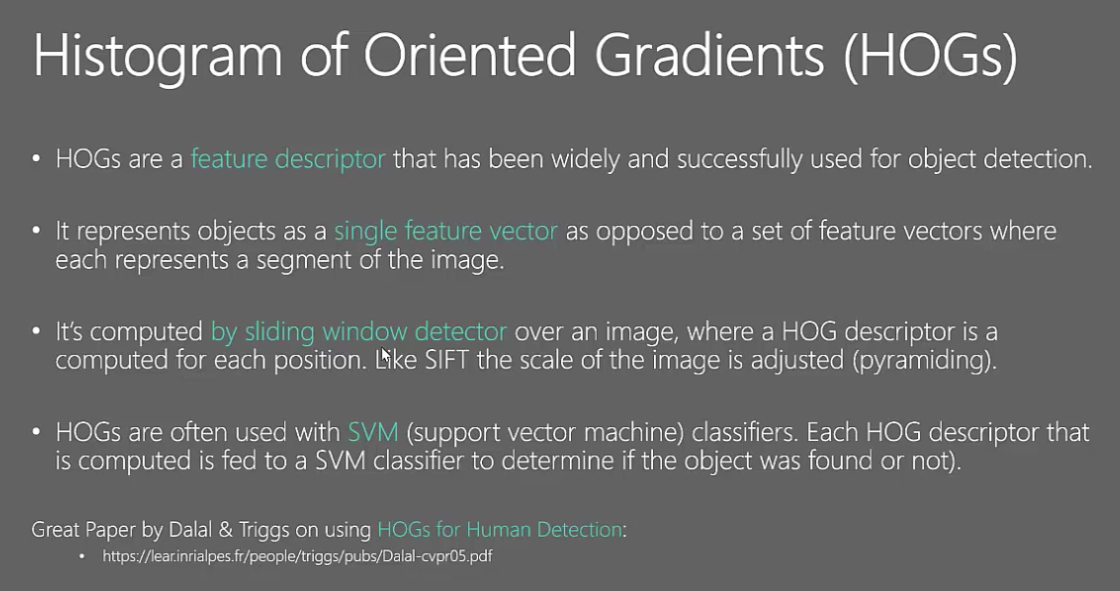 Histogram of Oriented Gradients (HOGs)
• HOGs are a feature descriptor that has been widely and successfully used for object detection.
• It represents objects as a single feature vector as opposed to a set of feature vectors where
each represents a segment of the image.
• It's computed by sliding window detector over an image, where a HOG descriptor is a
computed for each position. Like SIFT the scale of the image is adjusted (pyramiding).
• HOGs are often used with SVM (support vector machine) classifiers. Each HOG descriptor that
is computed is fed to a SVM classifier to determine if the object was found or not).
Great Paper by Dalal & Triggs on using HOGs for Human Detection:
• https://lear.inrialpes.fr/people/triggs/pubs/Dalal-cvpr05.pdf